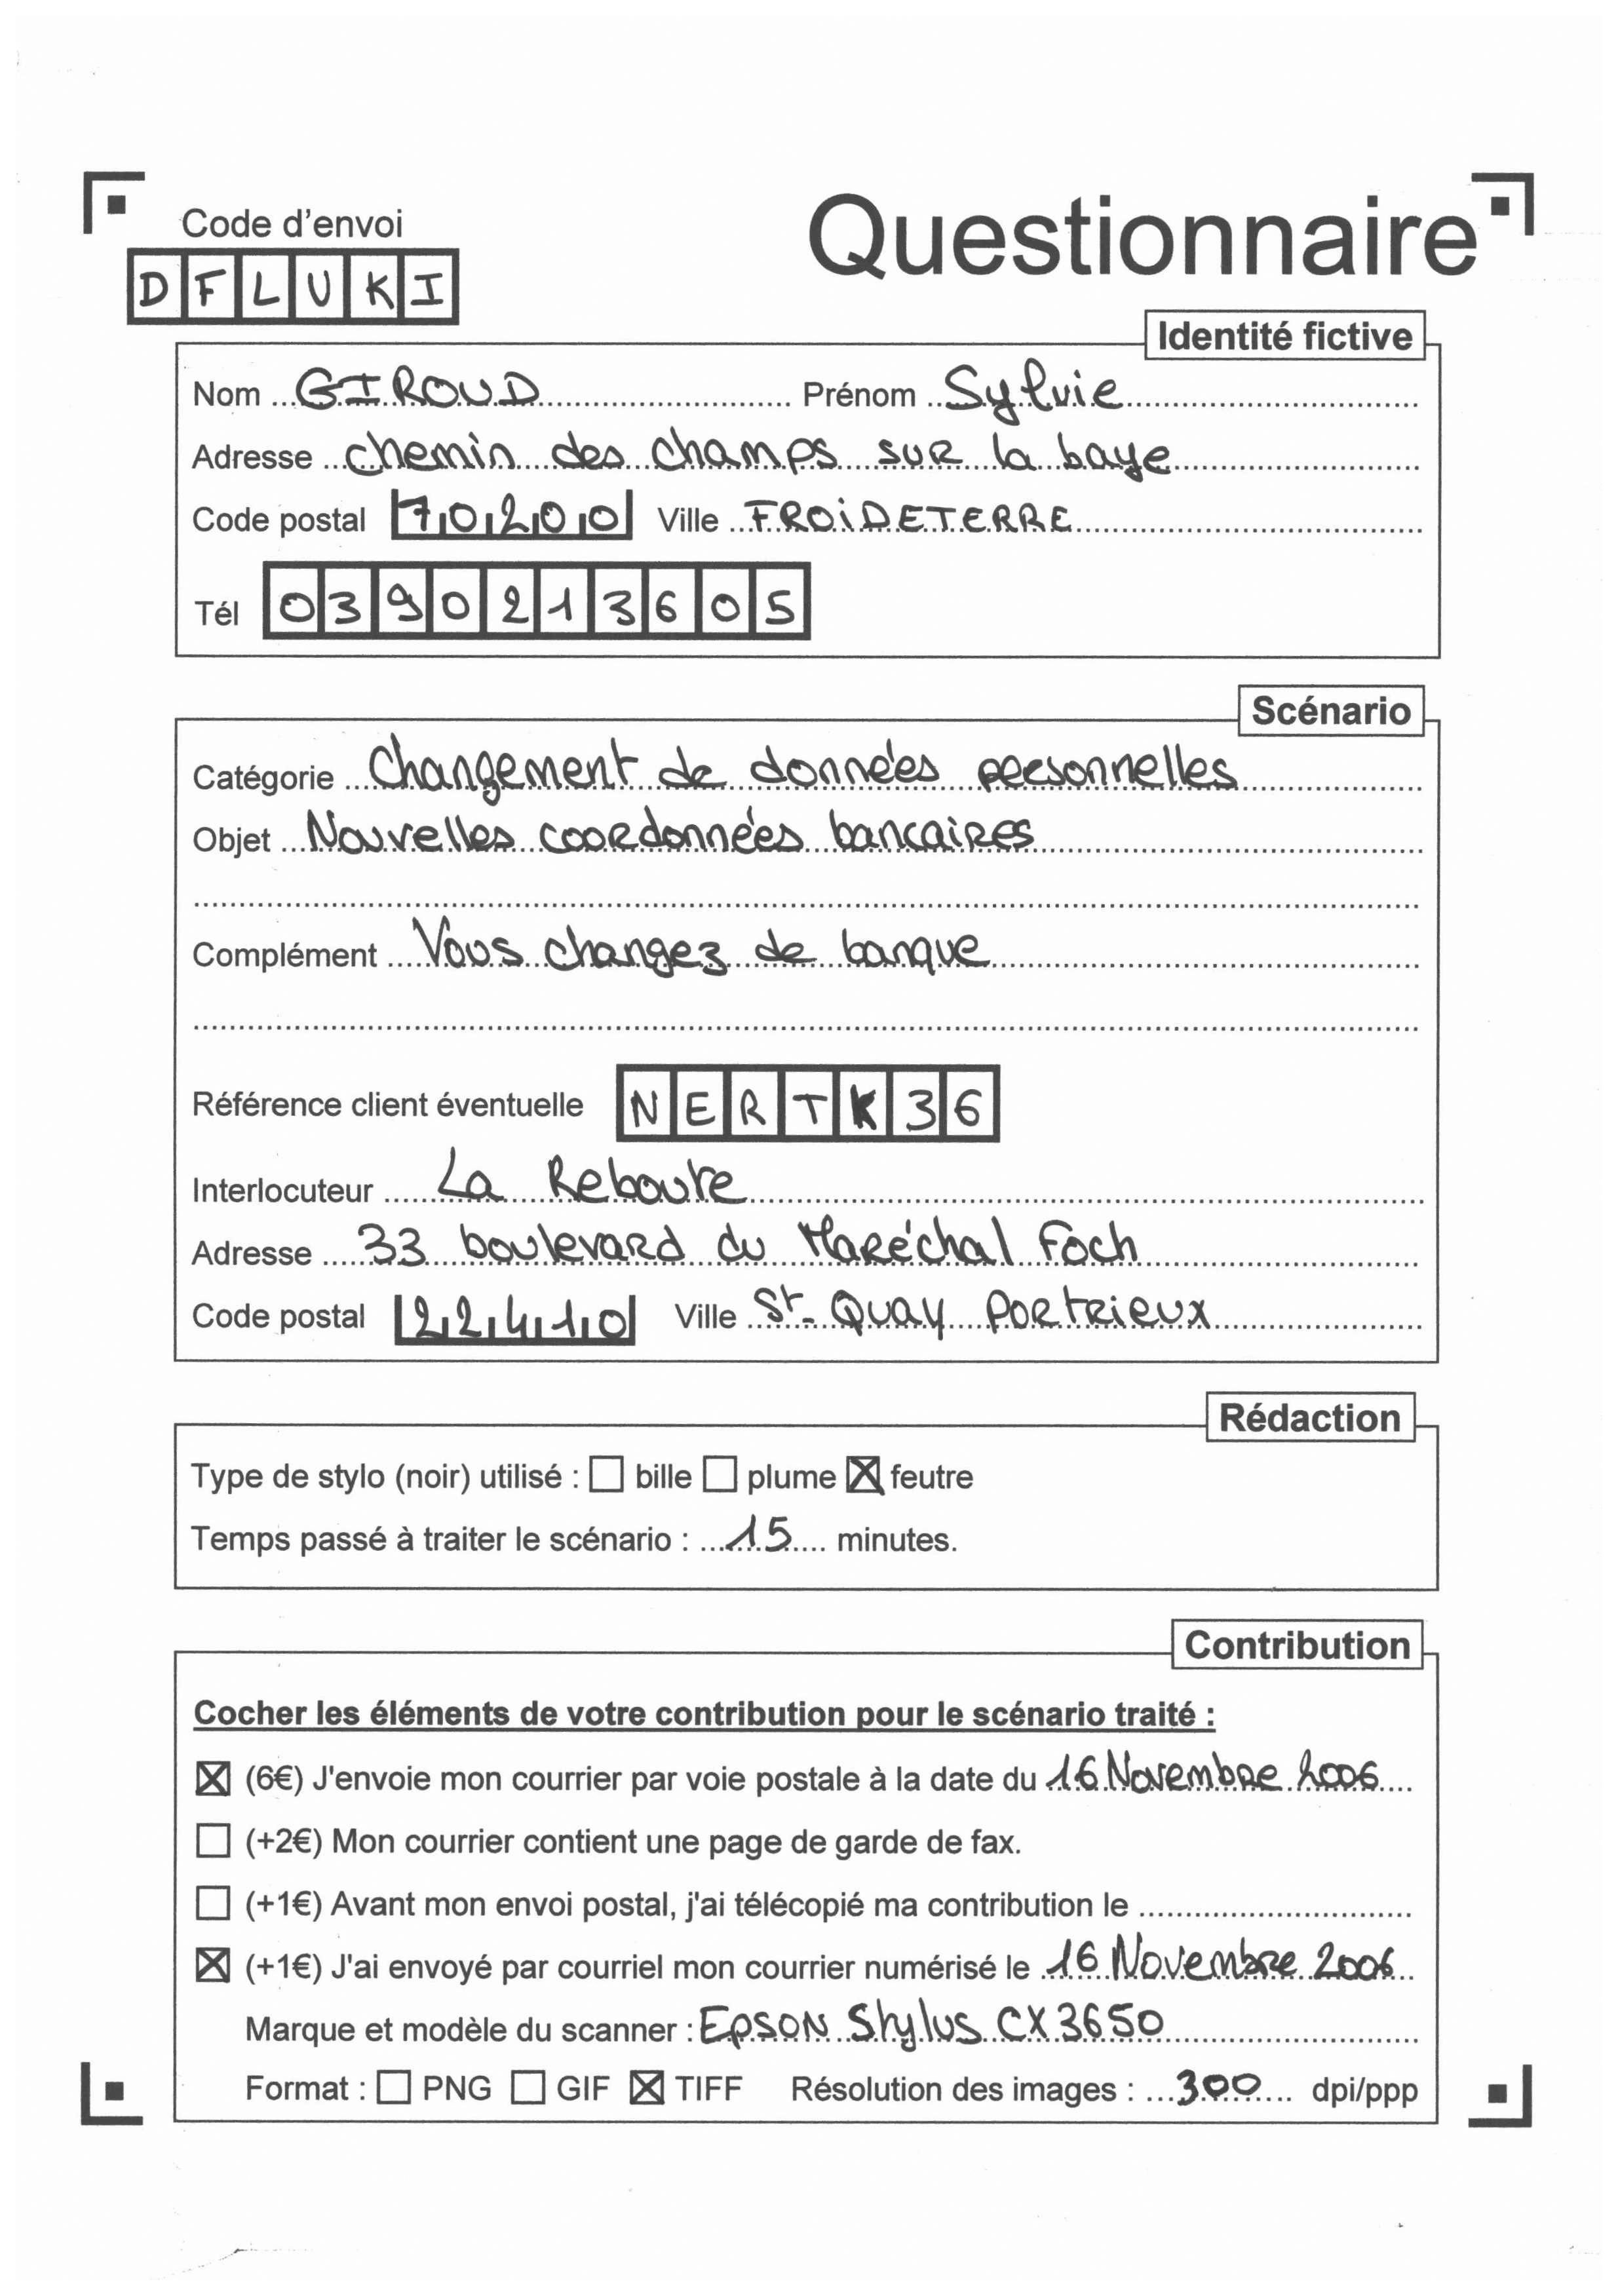 Questionnaire
Code d'envoi
DFLUKI
Identité fictive
Nom GIROUD Prénom Sylvie
Adresse chemin des champs sur la baye
Code postal 70200 Ville FROIDETERRE
Tél 0390213605
Scénario
Catégorie Changement de données personnelles
Objet Nouvelles coordonnées bancaires
Complément Vous changez de banque
Référence client éventuelle NERTK36
Interlocuteur La Reboute
Adresse 33 boulevard du Maréchal Foch
Code postal 22410 Ville St-Quay Portrieux
Rédaction
Type de stylo (noir) utilisé : ☐ bille ☐ plume ☒ feutre
Temps passé à traiter le scénario : 15 minutes.
Contribution
Cocher les éléments de votre contribution pour le scénario traité :
☒ (6€) J'envoie mon courrier par voie postale à la date du 16 Novembre 2006
☐ (+2€) Mon courrier contient une page de garde de fax.
☐ (+1€) Avant mon envoi postal, j'ai télécopié ma contribution le
☒ (+1€) J'ai envoyé par courriel mon courrier numérisé le 16 Novembre 2006
Marque et modèle du scanner : Epson Stylus CX 3650
Format : ☐ PNG ☐ GIF ☒ TIFF Résolution des images : 300 dpi/ppp